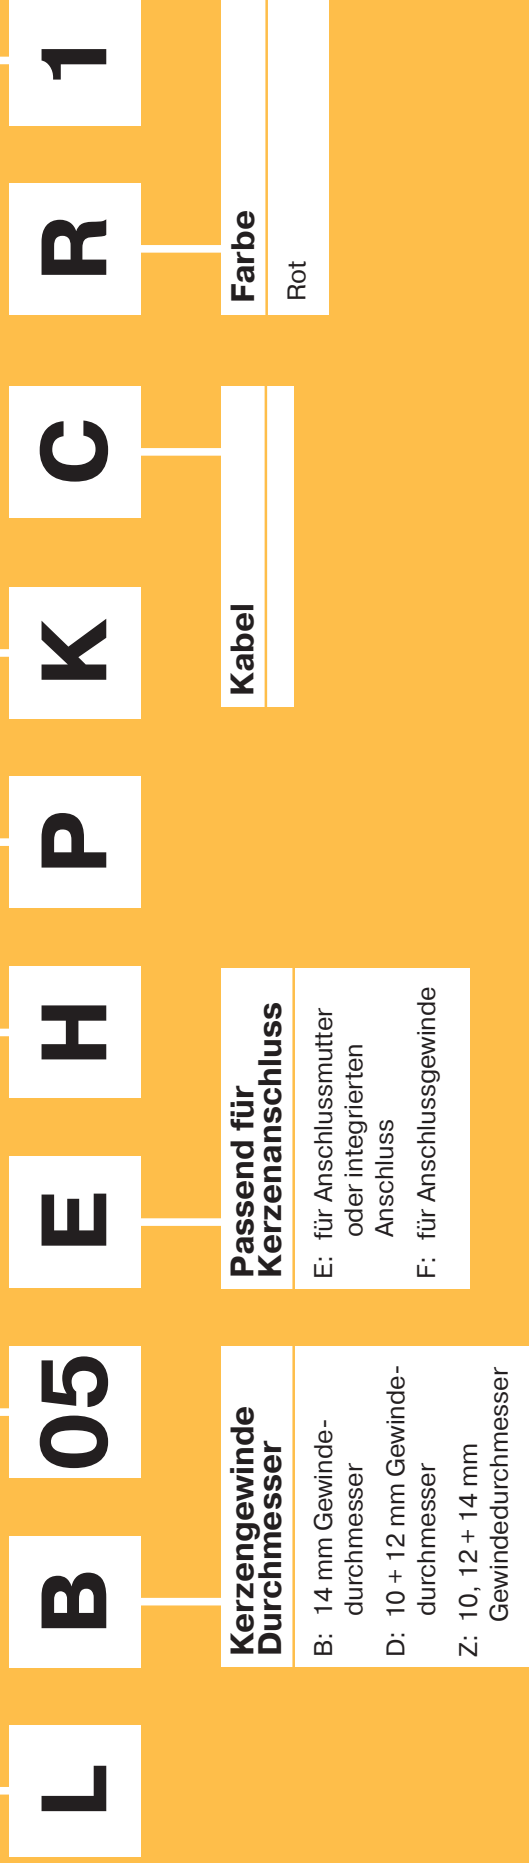 L
B
05
E
H
P
K
C
R
1
Kerzengewinde
Durchmesser
B: 14 mm Gewinde-
durchmesser
D: 10 + 12 mm Gewinde-
durchmesser
Z: 10, 12 + 14 mm
Gewindedurchmesser
Passend für
Kerzenanschluss
E: für Anschlussmutter
oder integrierten
Anschluss
F: für Anschlussgewinde
Kabel
Farbe
Rot